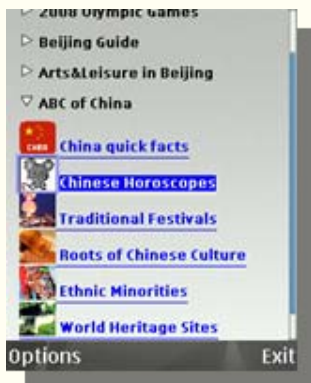 2008 Olympic Games
Beijing Guide
Arts&Leisure in Beijing
ABC of China
China quick facts
Chinese Horoscopes
Traditional Festivals
Roots of Chinese Culture
Ethnic Minorities
World Heritage Sites
Options Exit